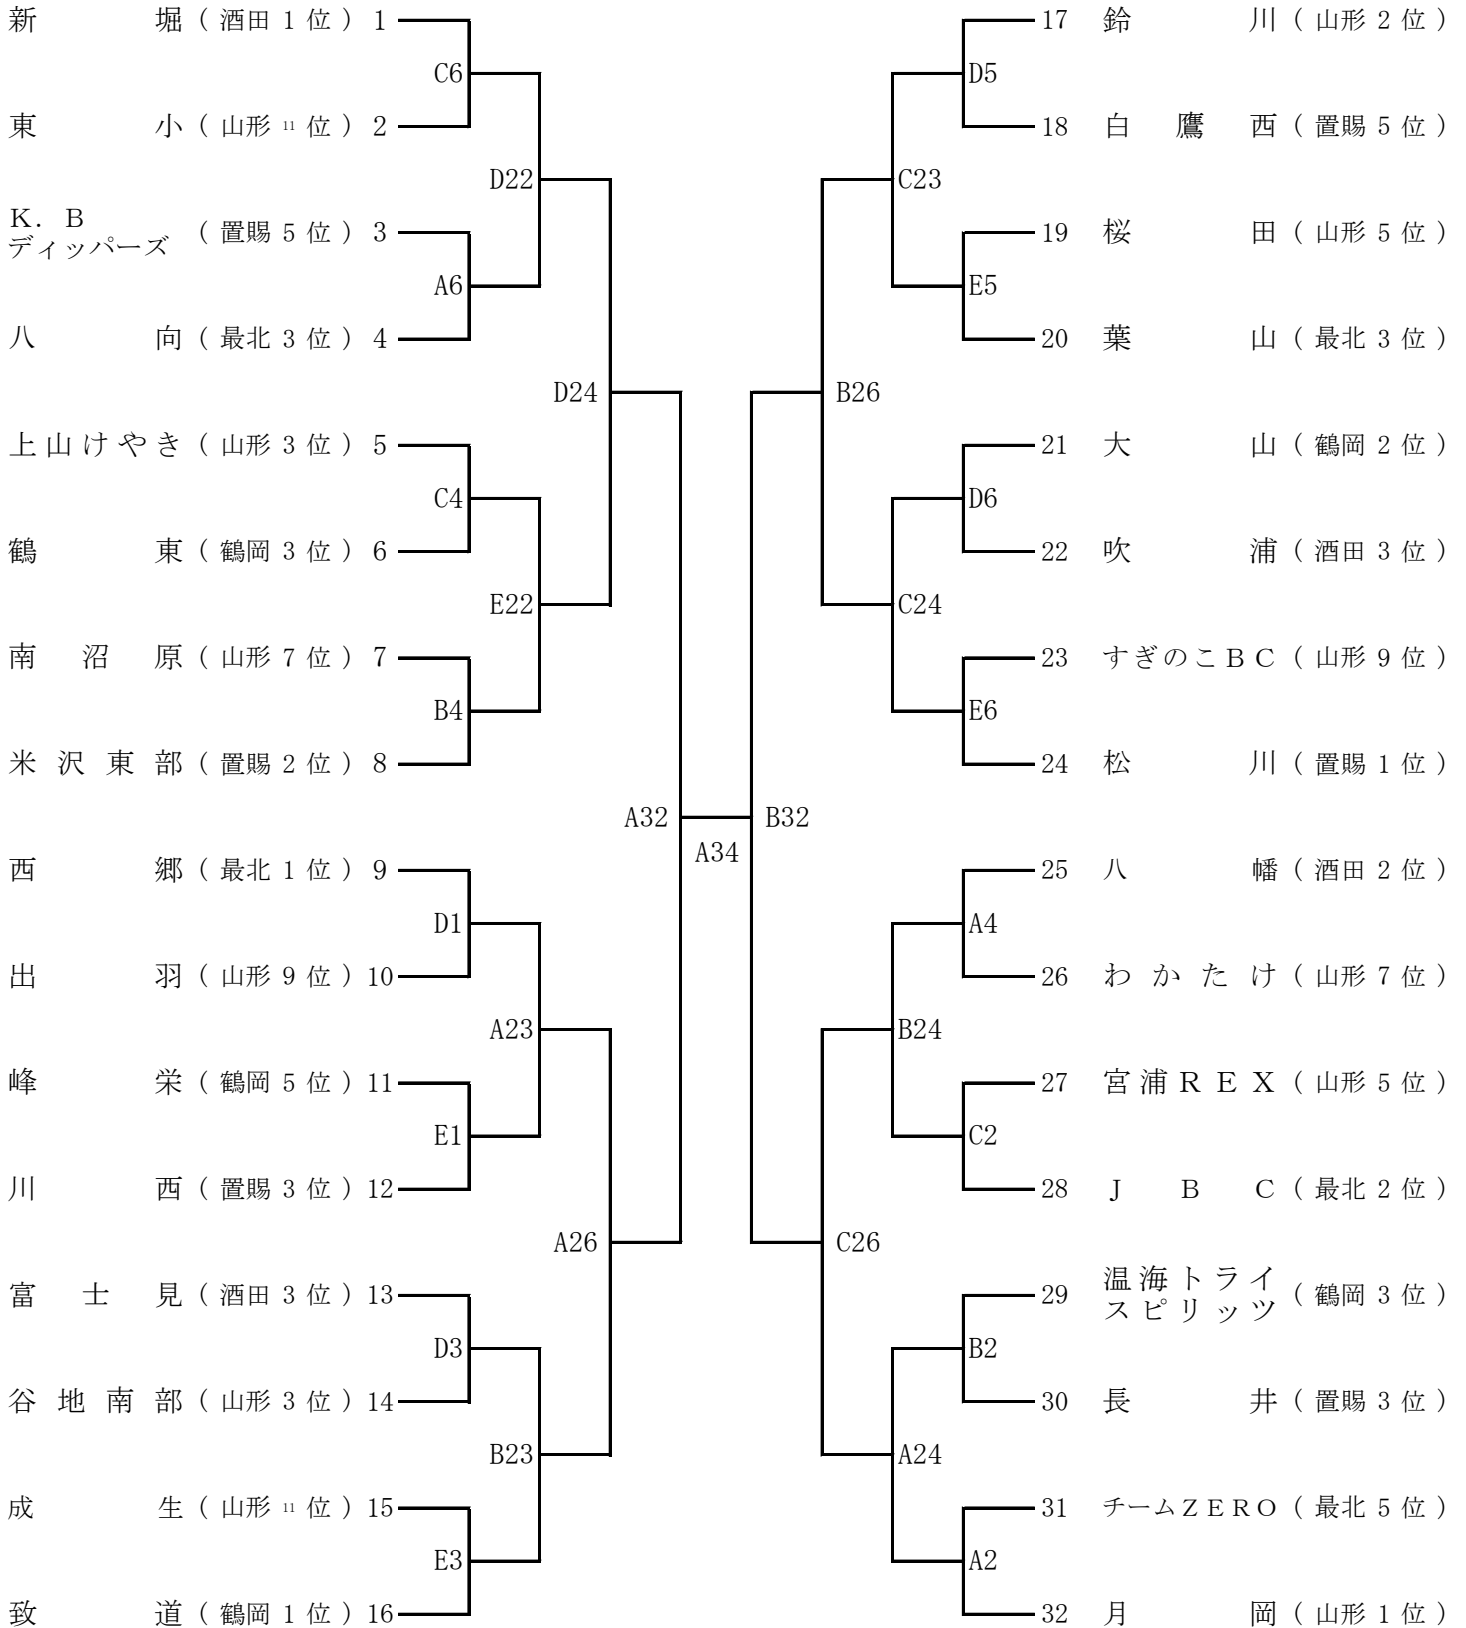 新堀（酒田１位）1
C6
東小（山形11位）2
D22
K．B
ディッパーズ（置賜５位）3
A6
八向（最北３位）4
D24
上山けやき（山形３位）5
C4
鶴東（鶴岡３位）6
E22
南沼原（山形７位）7
B4
米沢東部（置賜２位）8
A32
西郷（最北１位）9
D1
出羽（山形９位）10
A23
峰栄（鶴岡５位）11
E1
川西（置賜３位）12
A26
富士見（酒田３位）13
D3
谷地南部（山形３位）14
B23
成生（山形11位）15
E3
致道（鶴岡１位）16
A34
17 鈴川（山形２位）
D5
18 白鷹西（置賜５位）
C23
19 桜田（山形５位）
E5
20 葉山（最北３位）
B26
21 大山（鶴岡２位）
D6
22 吹浦（酒田３位）
C24
23 すぎのこＢＣ（山形９位）
E6
24 松川（置賜１位）
B32
25 八幡（酒田２位）
A4
26 わかたけ（山形７位）
B24
27 宮浦ＲＥＸ（山形５位）
C2
28 ＪＢＣ（最北２位）
C26
29 温海トライ
スピリッツ（鶴岡３位）
B2
30 長井（置賜３位）
A24
31 チームＺＥＲＯ（最北５位）
A2
32 月岡（山形１位）